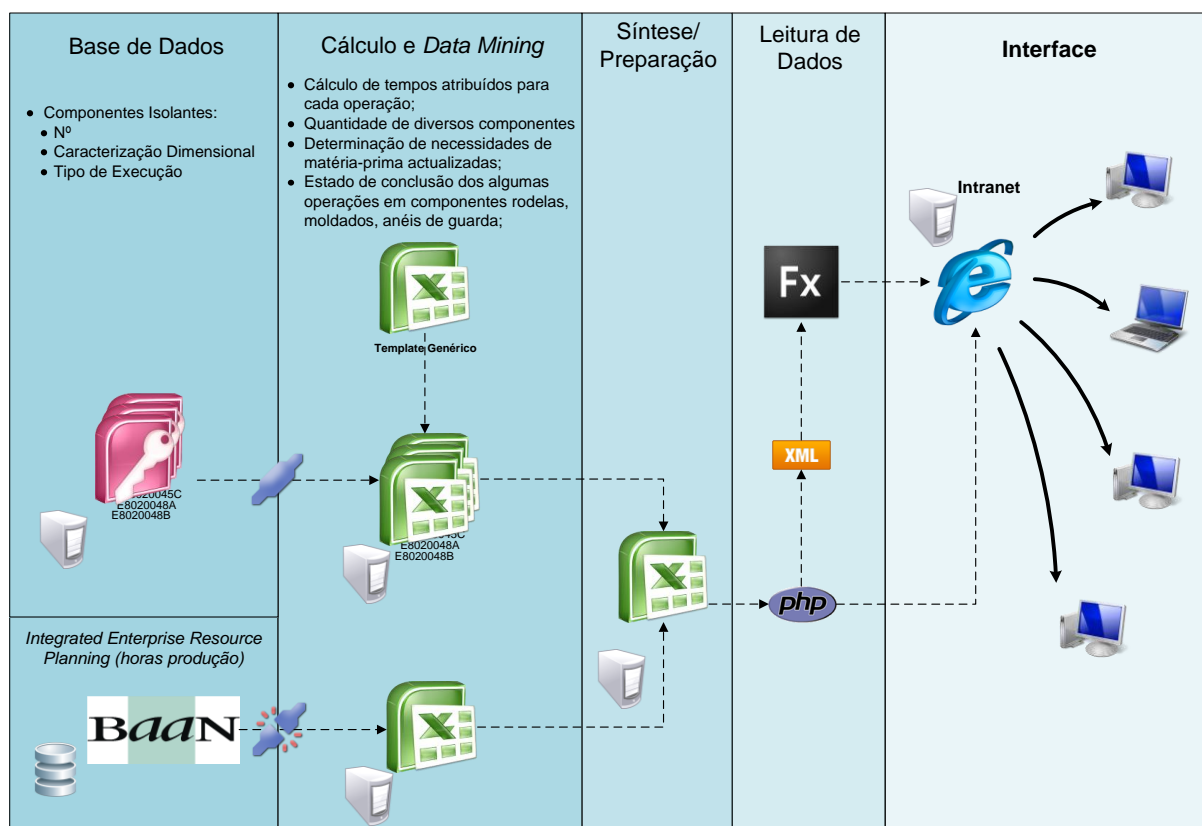 Base de Dados
• Componentes Isolantes:
• Nº
• Caracterização Dimensional
• Tipo de Execução
E8020045C
E8020048A
E8020048B
Integrated Enterprise Resource
Planning (horas produção)
BaaN
Cálculo e Data Mining
• Cálculo de tempos atribuídos para
cada operação;
• Quantidade de diversos componentes
• Determinação de necessidades de
matéria-prima actualizadas;
• Estado de conclusão dos algumas
operações em componentes rodelas,
moldados, anéis de guarda;
Template Genérico
E8020048A
E8020048B
Síntese/
Preparação
Leitura de
Dados
Fx
XML
php
Interface
Intranet